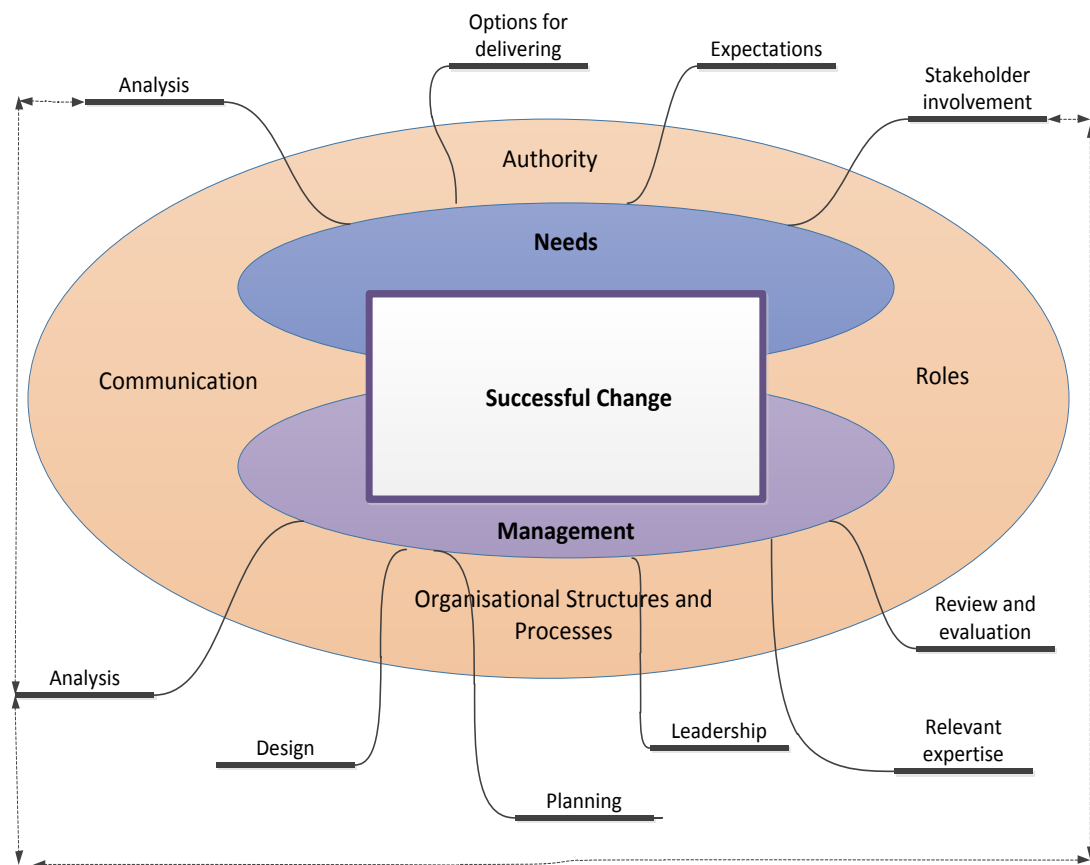 Options for
delivering
Expectations
Analysis
Stakeholder
involvement
Authority
Needs
Communication
Roles
Successful Change
Management
Organisational Structures and
Processes
Review and
evaluation
Analysis
Design
Leadership
Relevant
expertise
Planning